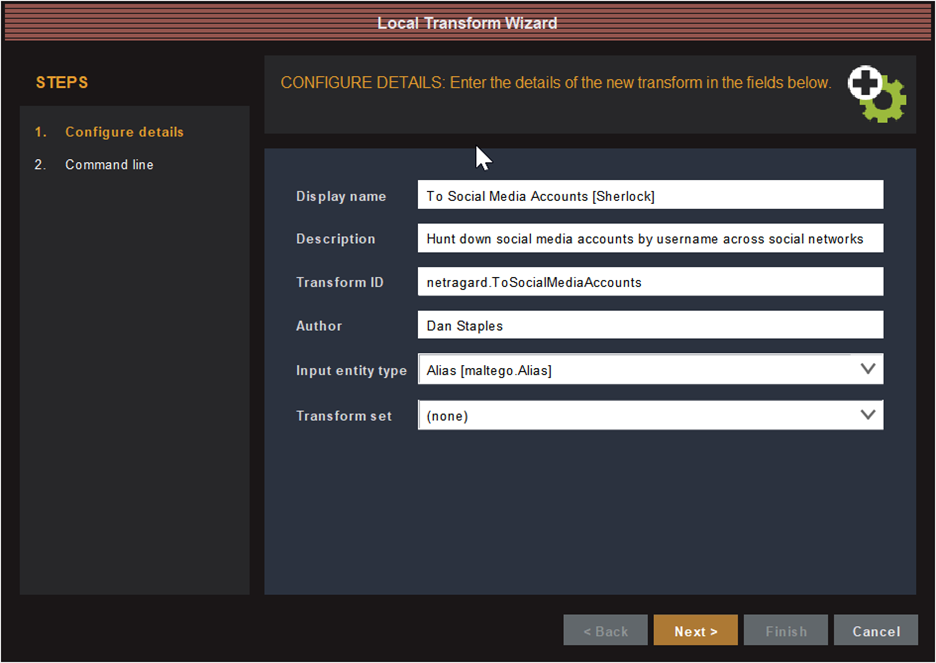 Local Transform Wizard
STEPS
1. Configure details
2. Command line
CONFIGURE DETAILS: Enter the details of the new transform in the fields below.
Display name To Social Media Accounts [Sherlock]
Description Hunt down social media accounts by username across social networks
Transform ID netragard.ToSocialMediaAccounts
Author Dan Staples
Input entity type Alias [maltego.Alias]
Transform set (none)
< Back Next > Finish Cancel